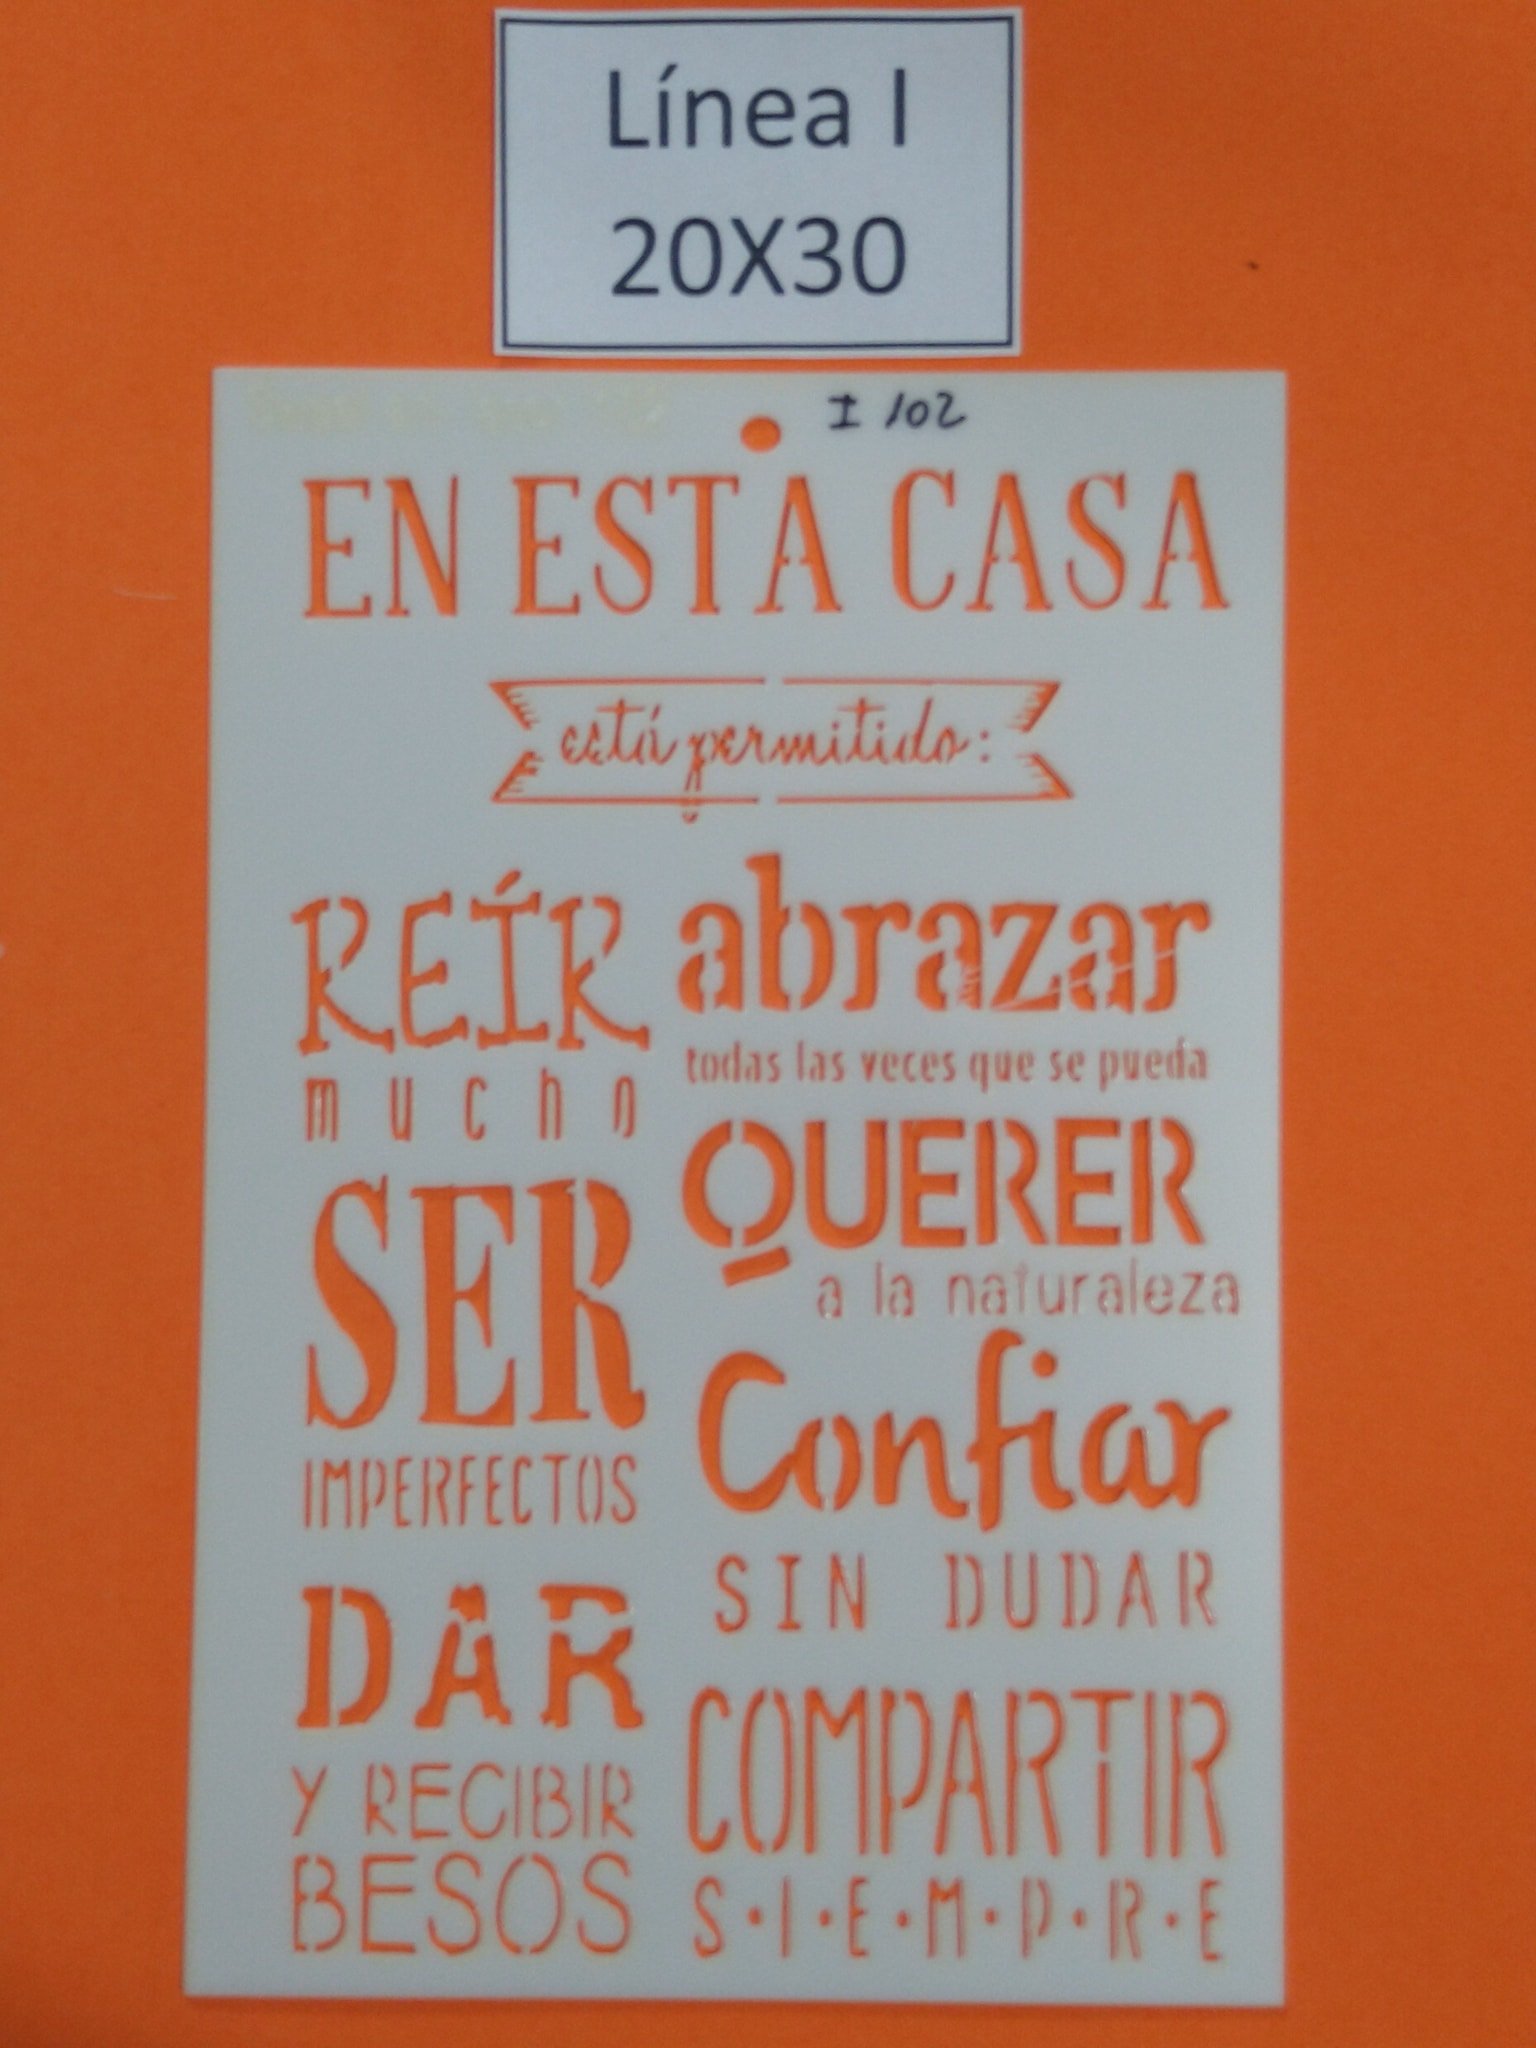 Línea I
20X30
I 102
EN ESTA CASA
está permitido:
REÍR
mucho
SER
IMPERFECTOS
DAR
Y RECIBIR
BESOS
abrazar
todas las veces que se pueda
QUERER
a la naturaleza
Confiar
SIN DUDAR
COMPARTIR
S·I·E·M·P·R·E